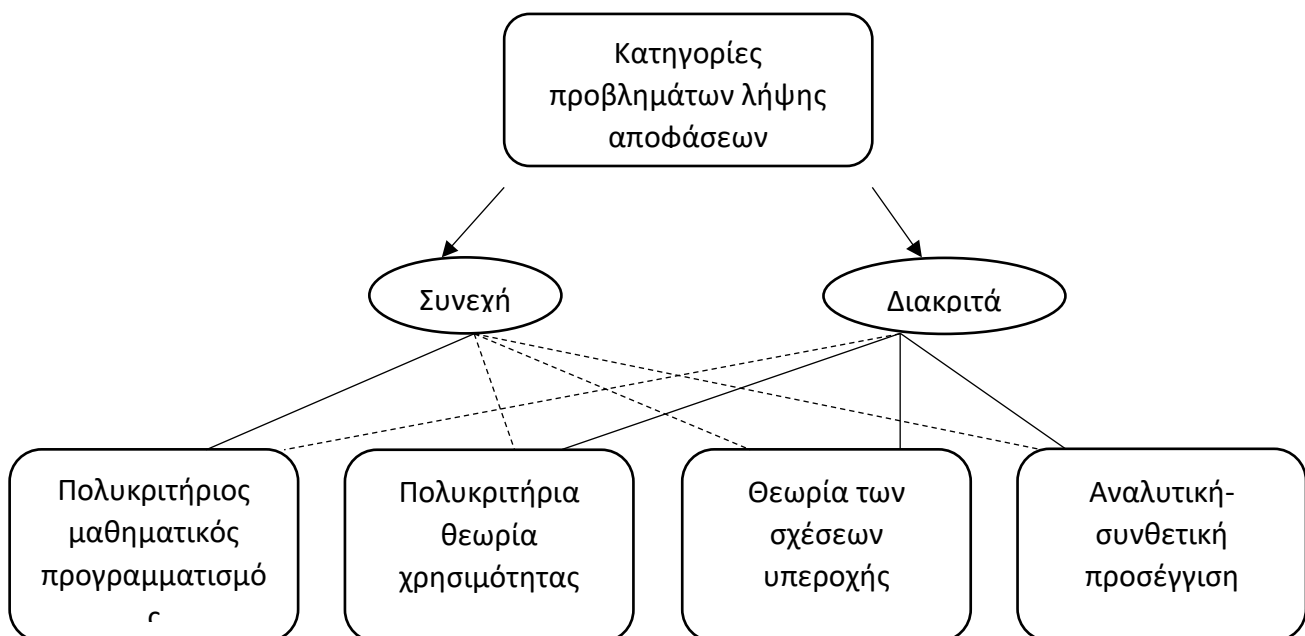 Κατηγορίες
προβλημάτων λήψης
αποφάσεων
Συνεχή
Διακριτά
Πολυκριτήριος
μαθηματικός
προγραμματισμό
ς
Πολυκριτήρια
θεωρία
χρησιμότητας
Θεωρία των
σχέσεων
υπεροχής
Αναλυτική-
συνθετική
προσέγγιση